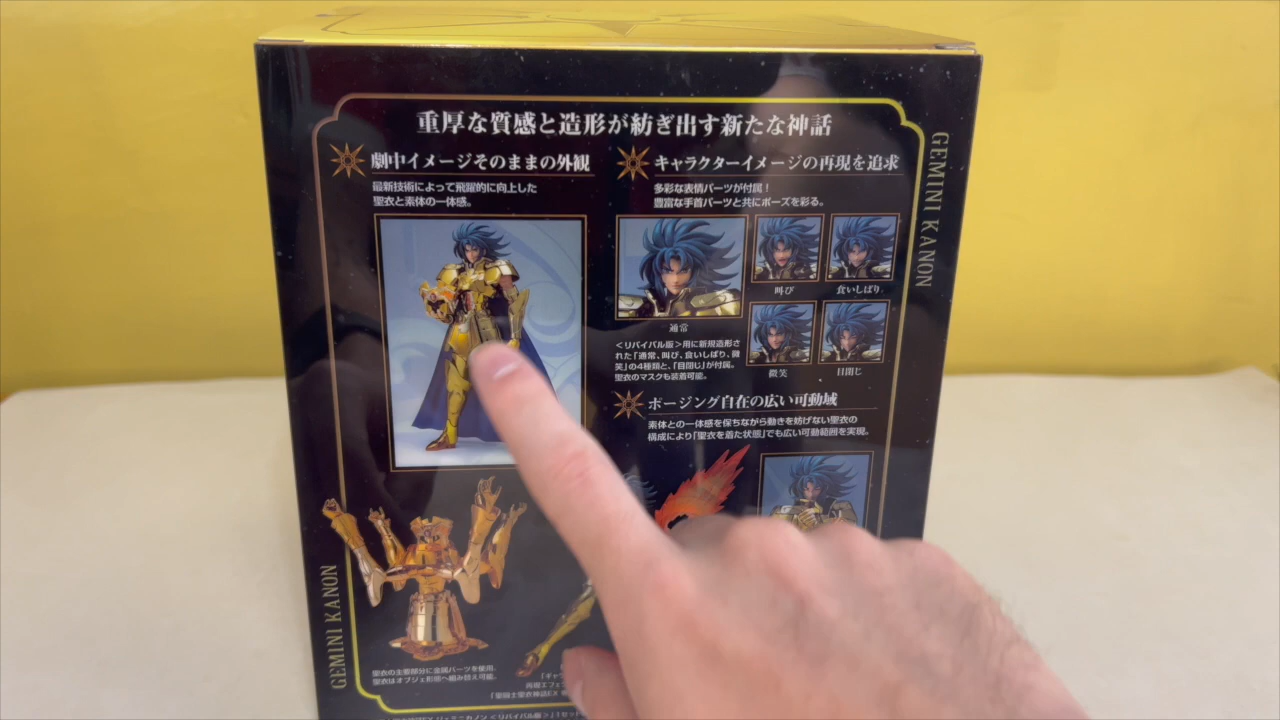 重厚な質感と造形が紡ぎ出す新たな神話
劇中イメージそのままの外観
最新技術によって飛躍的に向上した
聖衣と素体の一体感。
キャラクターイメージの再現を追求
多彩な表情パーツが付属！
豊富な手首パーツと共にポーズを彩る。
通常
叫び
食いしばり
微笑
目閉じ
＜リバイバル版＞用に新規造形さ
れた「通常、叫び、食いしばり、微
笑」の4種類と、「目閉じ」が付属。
聖衣のマスクも装着可能。
ポージング自在の広い可動域
素体との一体感を保ちながら動きを妨げない聖衣の
構成により「聖衣を着た状態」でも広い可動範囲を実現。
聖衣の主要部分に金属パーツを使用。
聖衣はオブジェ形態へ組み替え可能。
GEMINI KANON
GEMINI KANON